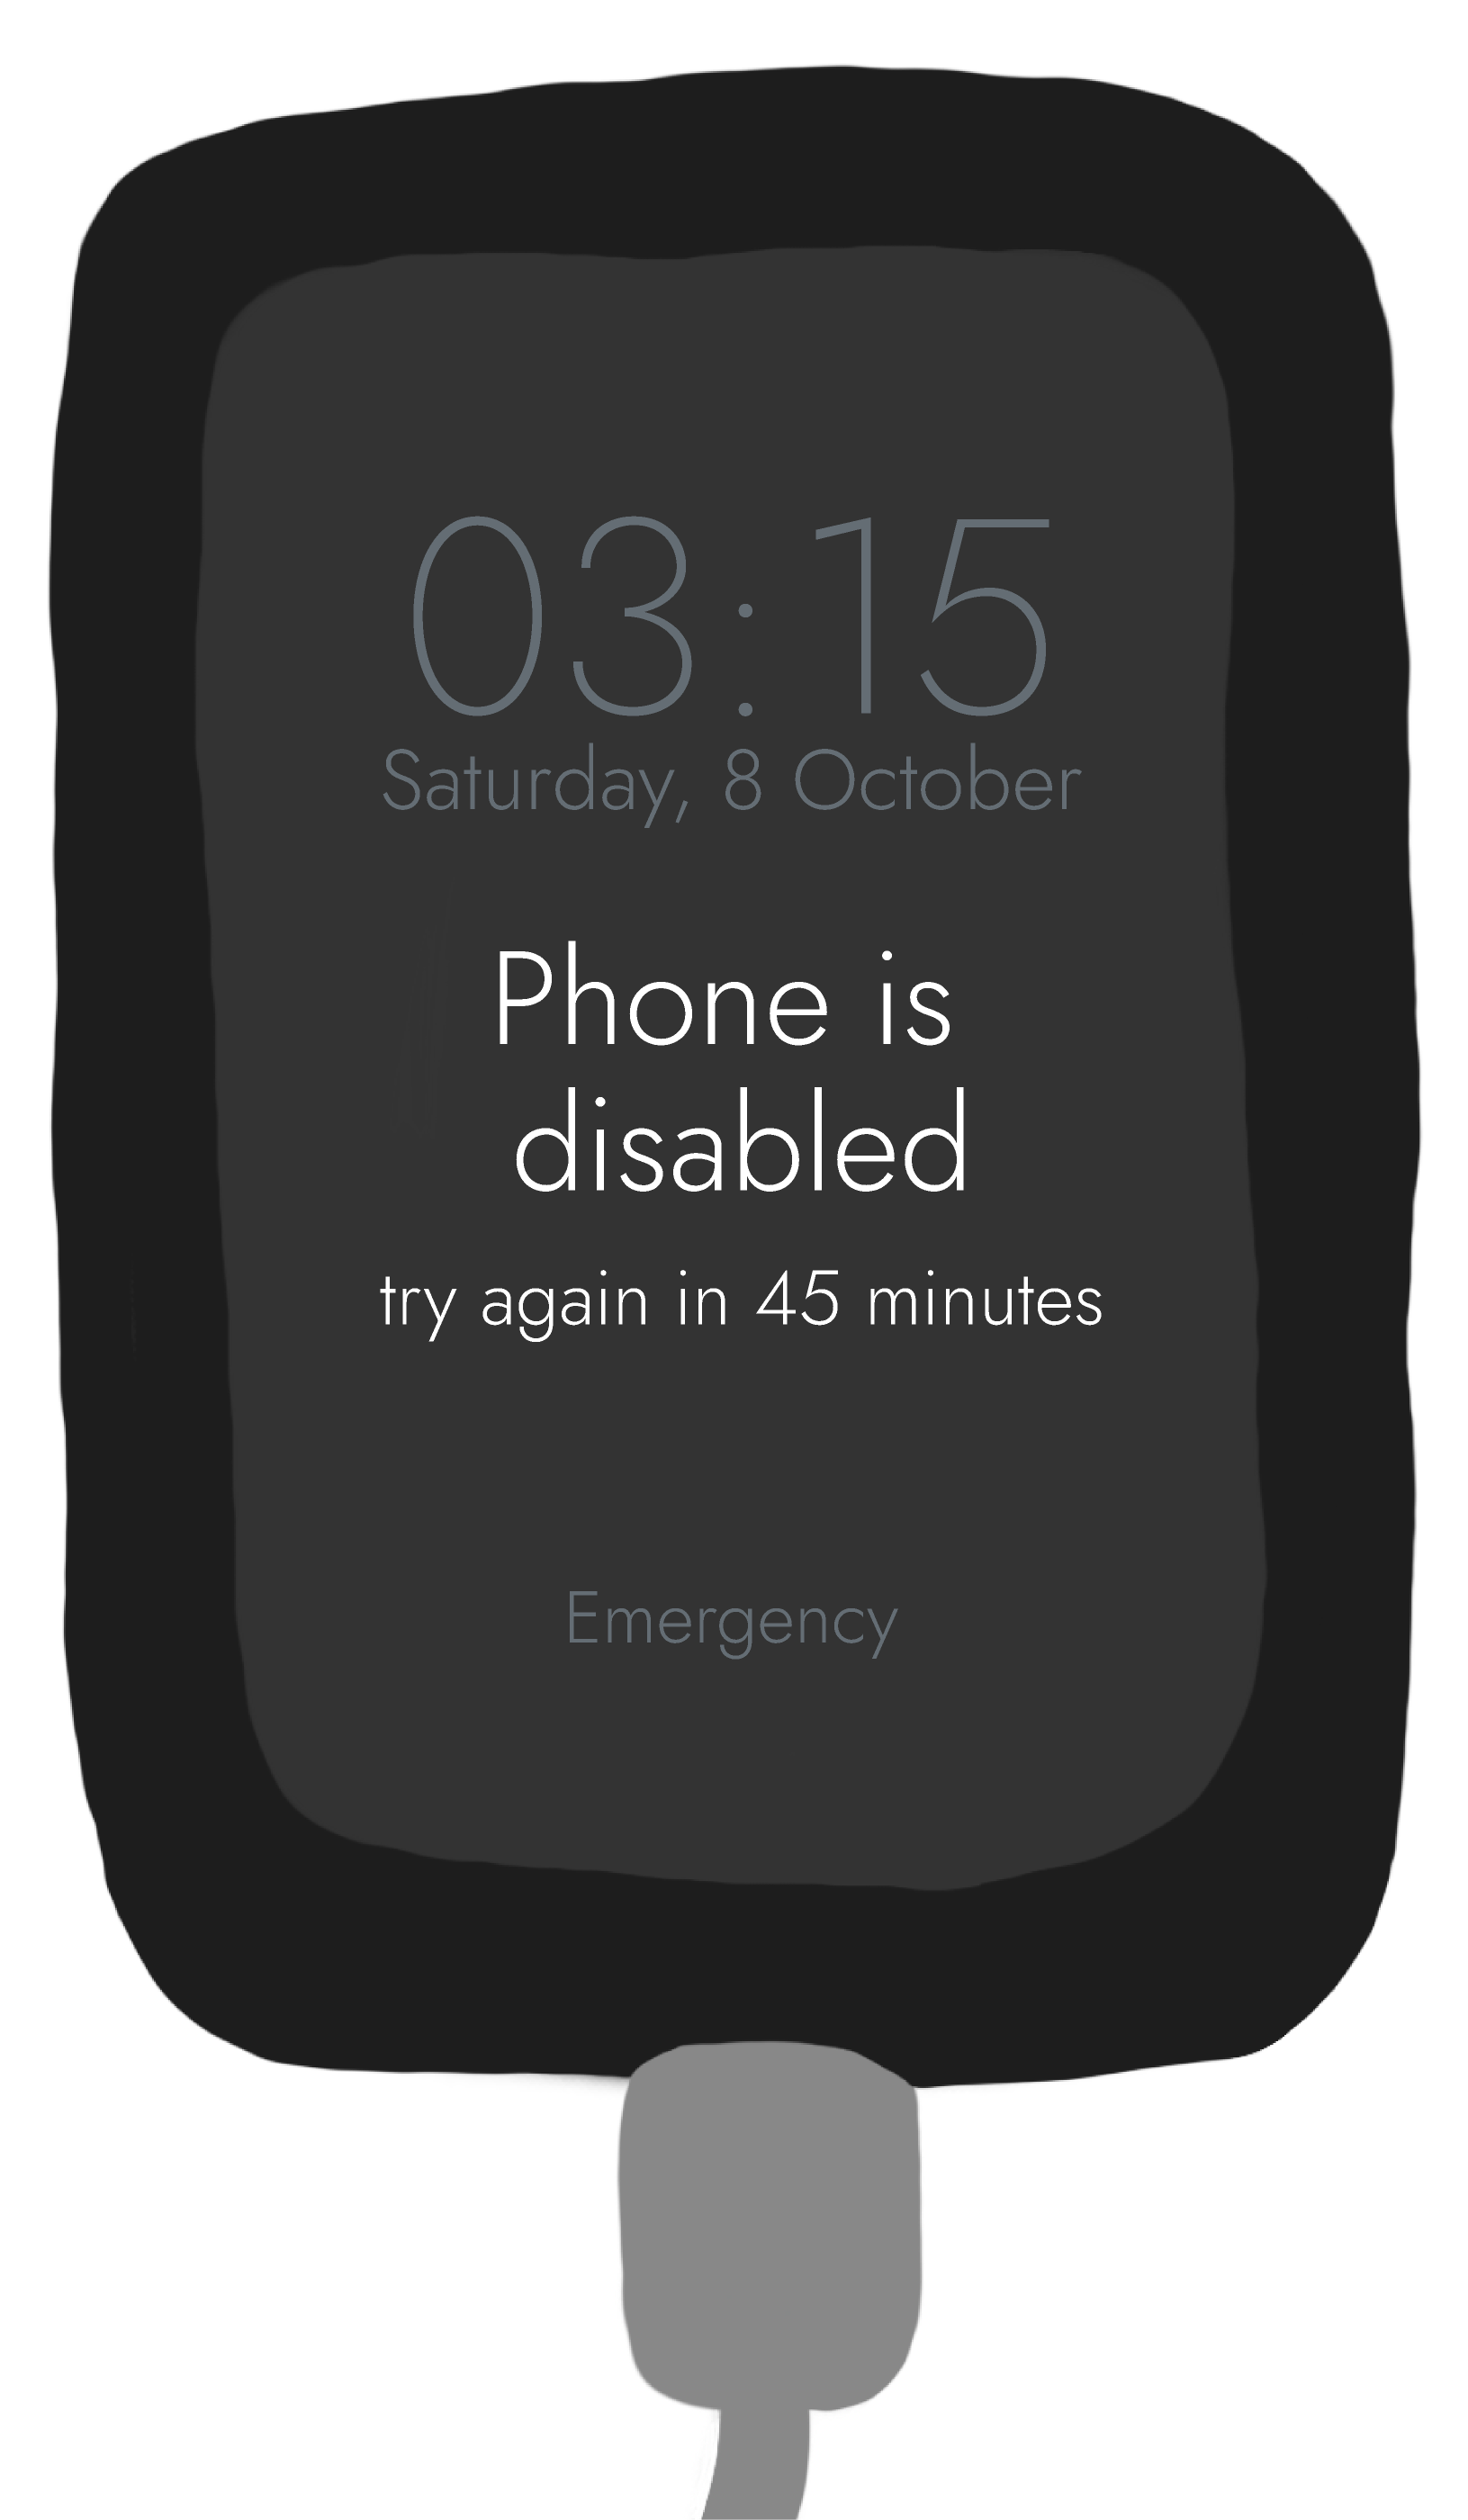 03:15
Saturday, 8 October
Phone is
disabled
try again in 45 minutes
Emergency